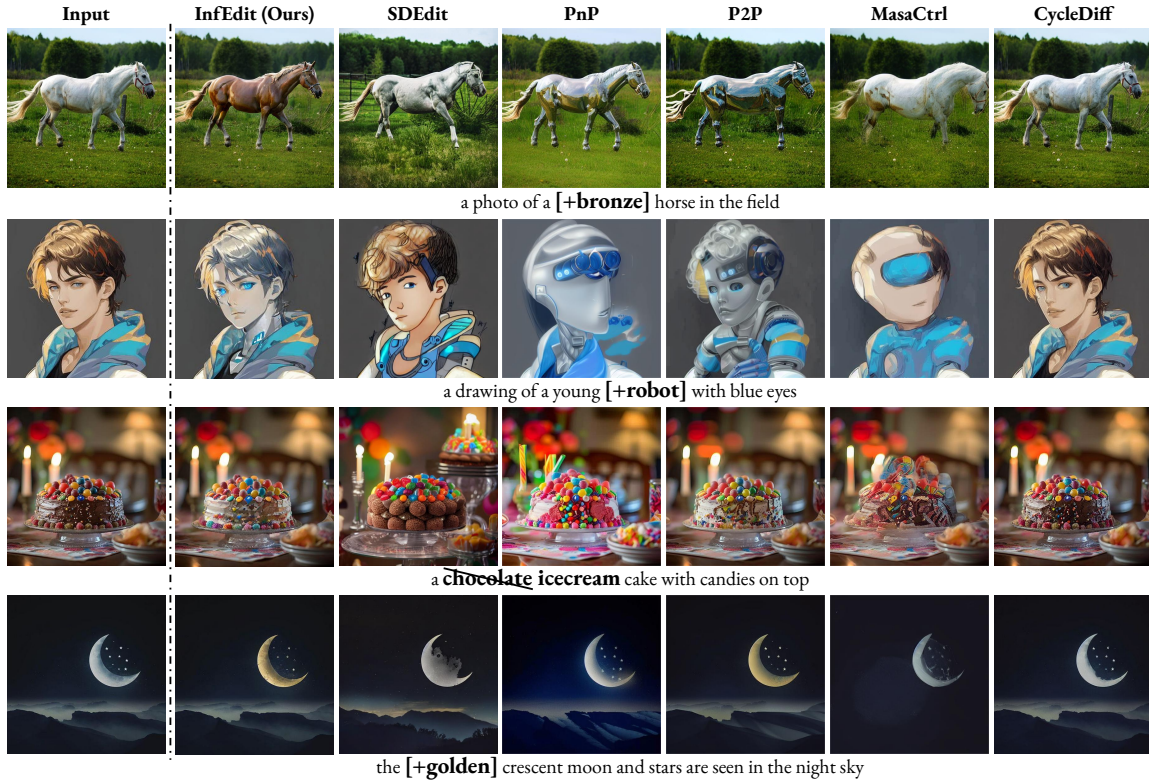 Input InfEdit (Ours) SDEdit PnP P2P MasaCtrl CycleDiff
a photo of a [+bronze] horse in the field
a drawing of a young [+robot] with blue eyes
a chocolate icecream cake with candies on top
the [+golden] crescent moon and stars are seen in the night sky